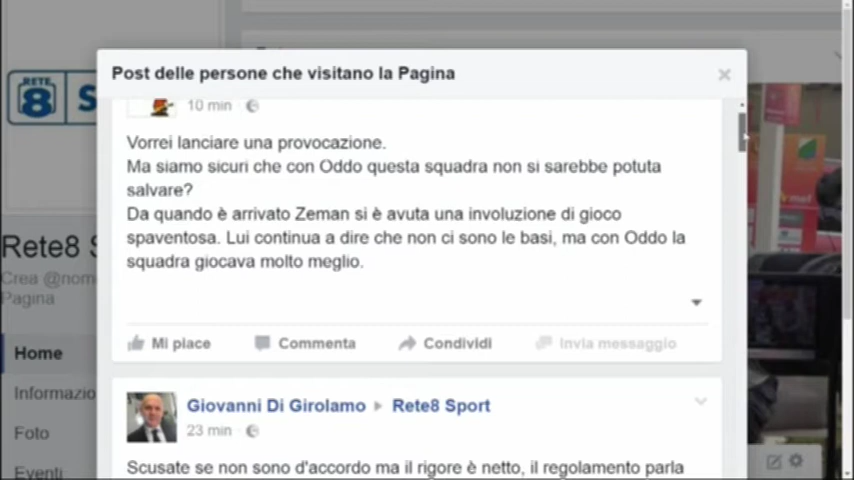 Post delle persone che visitano la Pagina
10 min
Vorrei lanciare una provocazione.
Ma siamo sicuri che con Oddo questa squadra non si sarebbe potuta
salvare?
Da quando è arrivato Zeman si è avuta una involuzione di gioco
spaventosa. Lui continua a dire che non ci sono le basi, ma con Oddo la
squadra giocava molto meglio.
Mi piace Commenta Condividi Invia messaggio
Giovanni Di Girolamo Rete8 Sport
23 min
Scusate se non sono d'accordo ma il rigore è netto, il regolamento parla
RETE
8 S
Rete8 S
Crea @nom
Pagina
Home
Informazio
Foto
Eventi